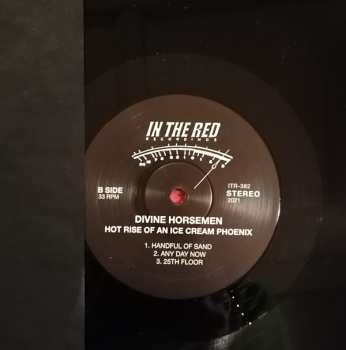 IN THE RED
RECORDINGS
B SIDE
33 RPM
ITR-382
STEREO
2021
DIVINE HORSEMEN
HOT RISE OF AN ICE CREAM PHOENIX
1. HANDFUL OF SAND
2. ANY DAY NOW
3. 25TH FLOOR